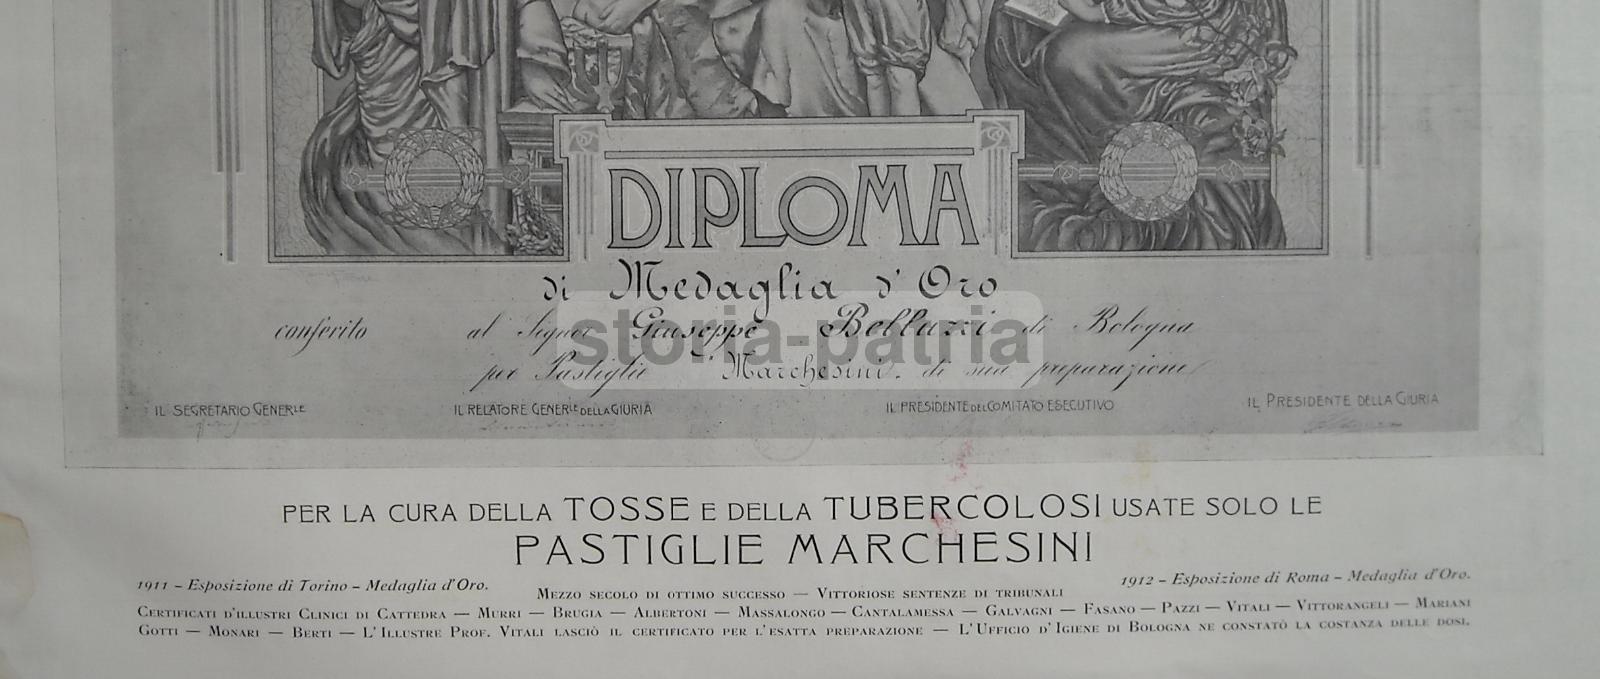 DIPLOMA
di Medaglia d'Oro
conferito al Signor Giuseppe Belluzzi di Bologna
storia-patria
per Pastiglie Marchesini. di sua preparazione
IL SEGRETARIO GENERLE IL RELATORE GENERLE DELLA GIURIA IL PRESIDENTE DEL COMITATO ESECUTIVO IL PRESIDENTE DELLA GIURIA
PER LA CURA DELLA TOSSE E DELLA TUBERCOLOSI USATE SOLO LE
PASTIGLIE MARCHESINI
1911 – Esposizione di Torino – Medaglia d'Oro. MEZZO SECOLO DI OTTIMO SUCCESSO — VITTORIOSE SENTENZE DI TRIBUNALI 1912 – Esposizione di Roma – Medaglia d'Oro.
CERTIFICATI D'ILLUSTRI CLINICI DI CATTEDRA — MURRI — BRUGIA — ALBERTONI — MASSALONGO — CANTALAMESSA — GALVAGNI — FASANO — PAZZI — VITALI — VITTORANGELI — MARIANI
GOTTI — MONARI — BERTI — L'ILLUSTRE PROF. VITALI LASCIÒ IL CERTIFICATO PER L'ESATTA PREPARAZIONE — L'UFFICIO D'IGIENE DI BOLOGNA NE CONSTATÒ LA COSTANZA DELLE DOSI.